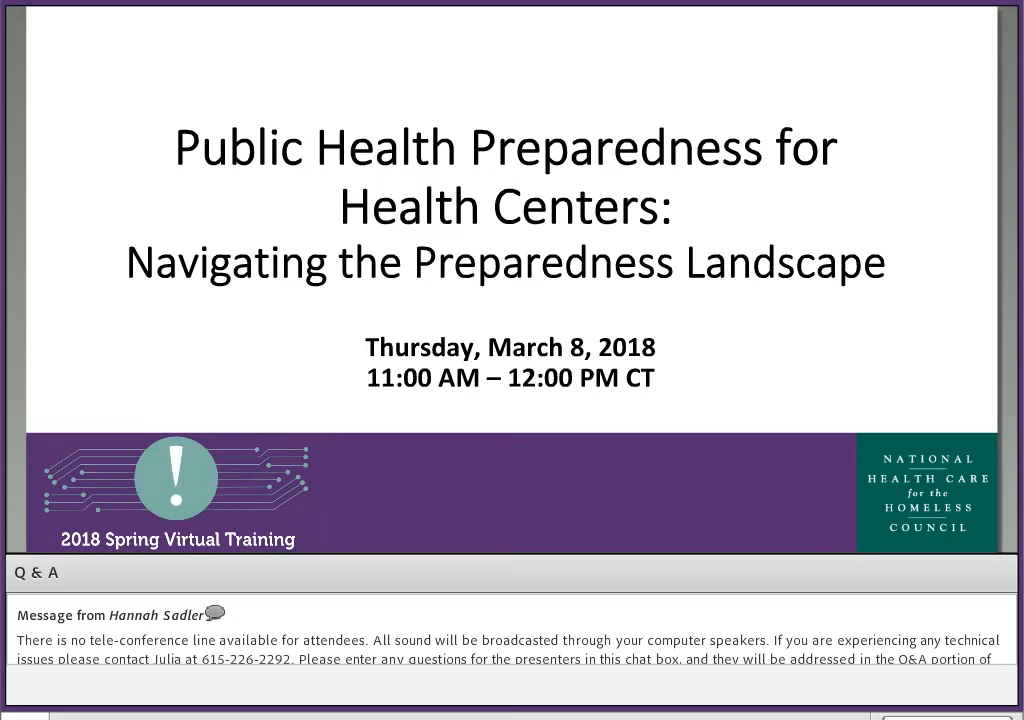 Public Health Preparedness for
Health Centers:
Navigating the Preparedness Landscape
Thursday, March 8, 2018
11:00 AM – 12:00 PM CT
!
2018 Spring Virtual Training
NATIONAL
HEALTH CARE
for the
HOMELESS
COUNCIL
Q & A
Message from Hannah Sadler
There is no tele-conference line available for attendees. All sound will be broadcasted through your computer speakers. If you are experiencing any technical
issues please contact Julia at 615-226-2292. Please enter any questions for the presenters in this chat box, and they will be addressed in the Q&A portion of